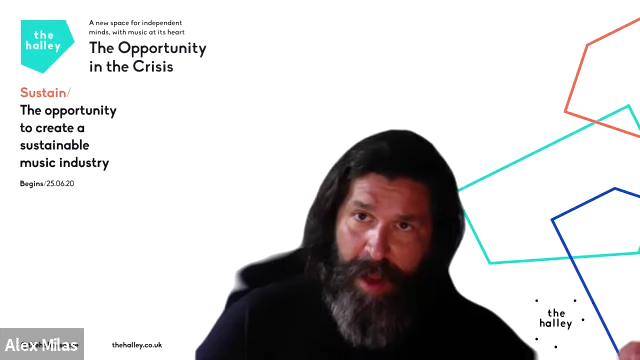 the
halley
A new space for independent
minds, with music at its heart
The Opportunity
in the Crisis
Sustain/
The opportunity
to create a
sustainable
music industry
Begins/25.06.20
the
halley
Alex Milas
thehalley.co.uk